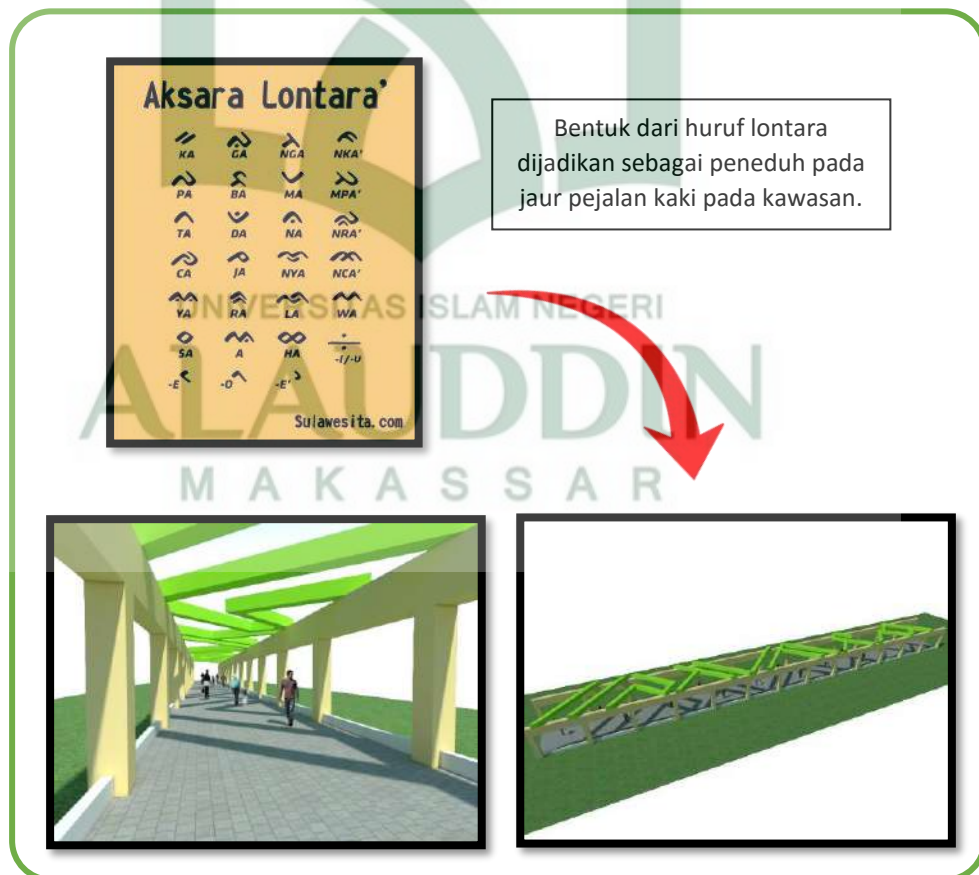 Aksara Lontara'
KA GA NGA NKA'
PA BA MA MPA'
TA DA NA NRA'
CA JA NYA NCA'
YA RA LA WA
SA A HA -I/-U
-E -O -E'
Sulawesita.com
Bentuk dari huruf lontara
dijadikan sebagai peneduh pada
jaur pejalan kaki pada kawasan.
UNIVERSITAS ISLAM NEGERI
ALAUDDIN
MAKASSAR